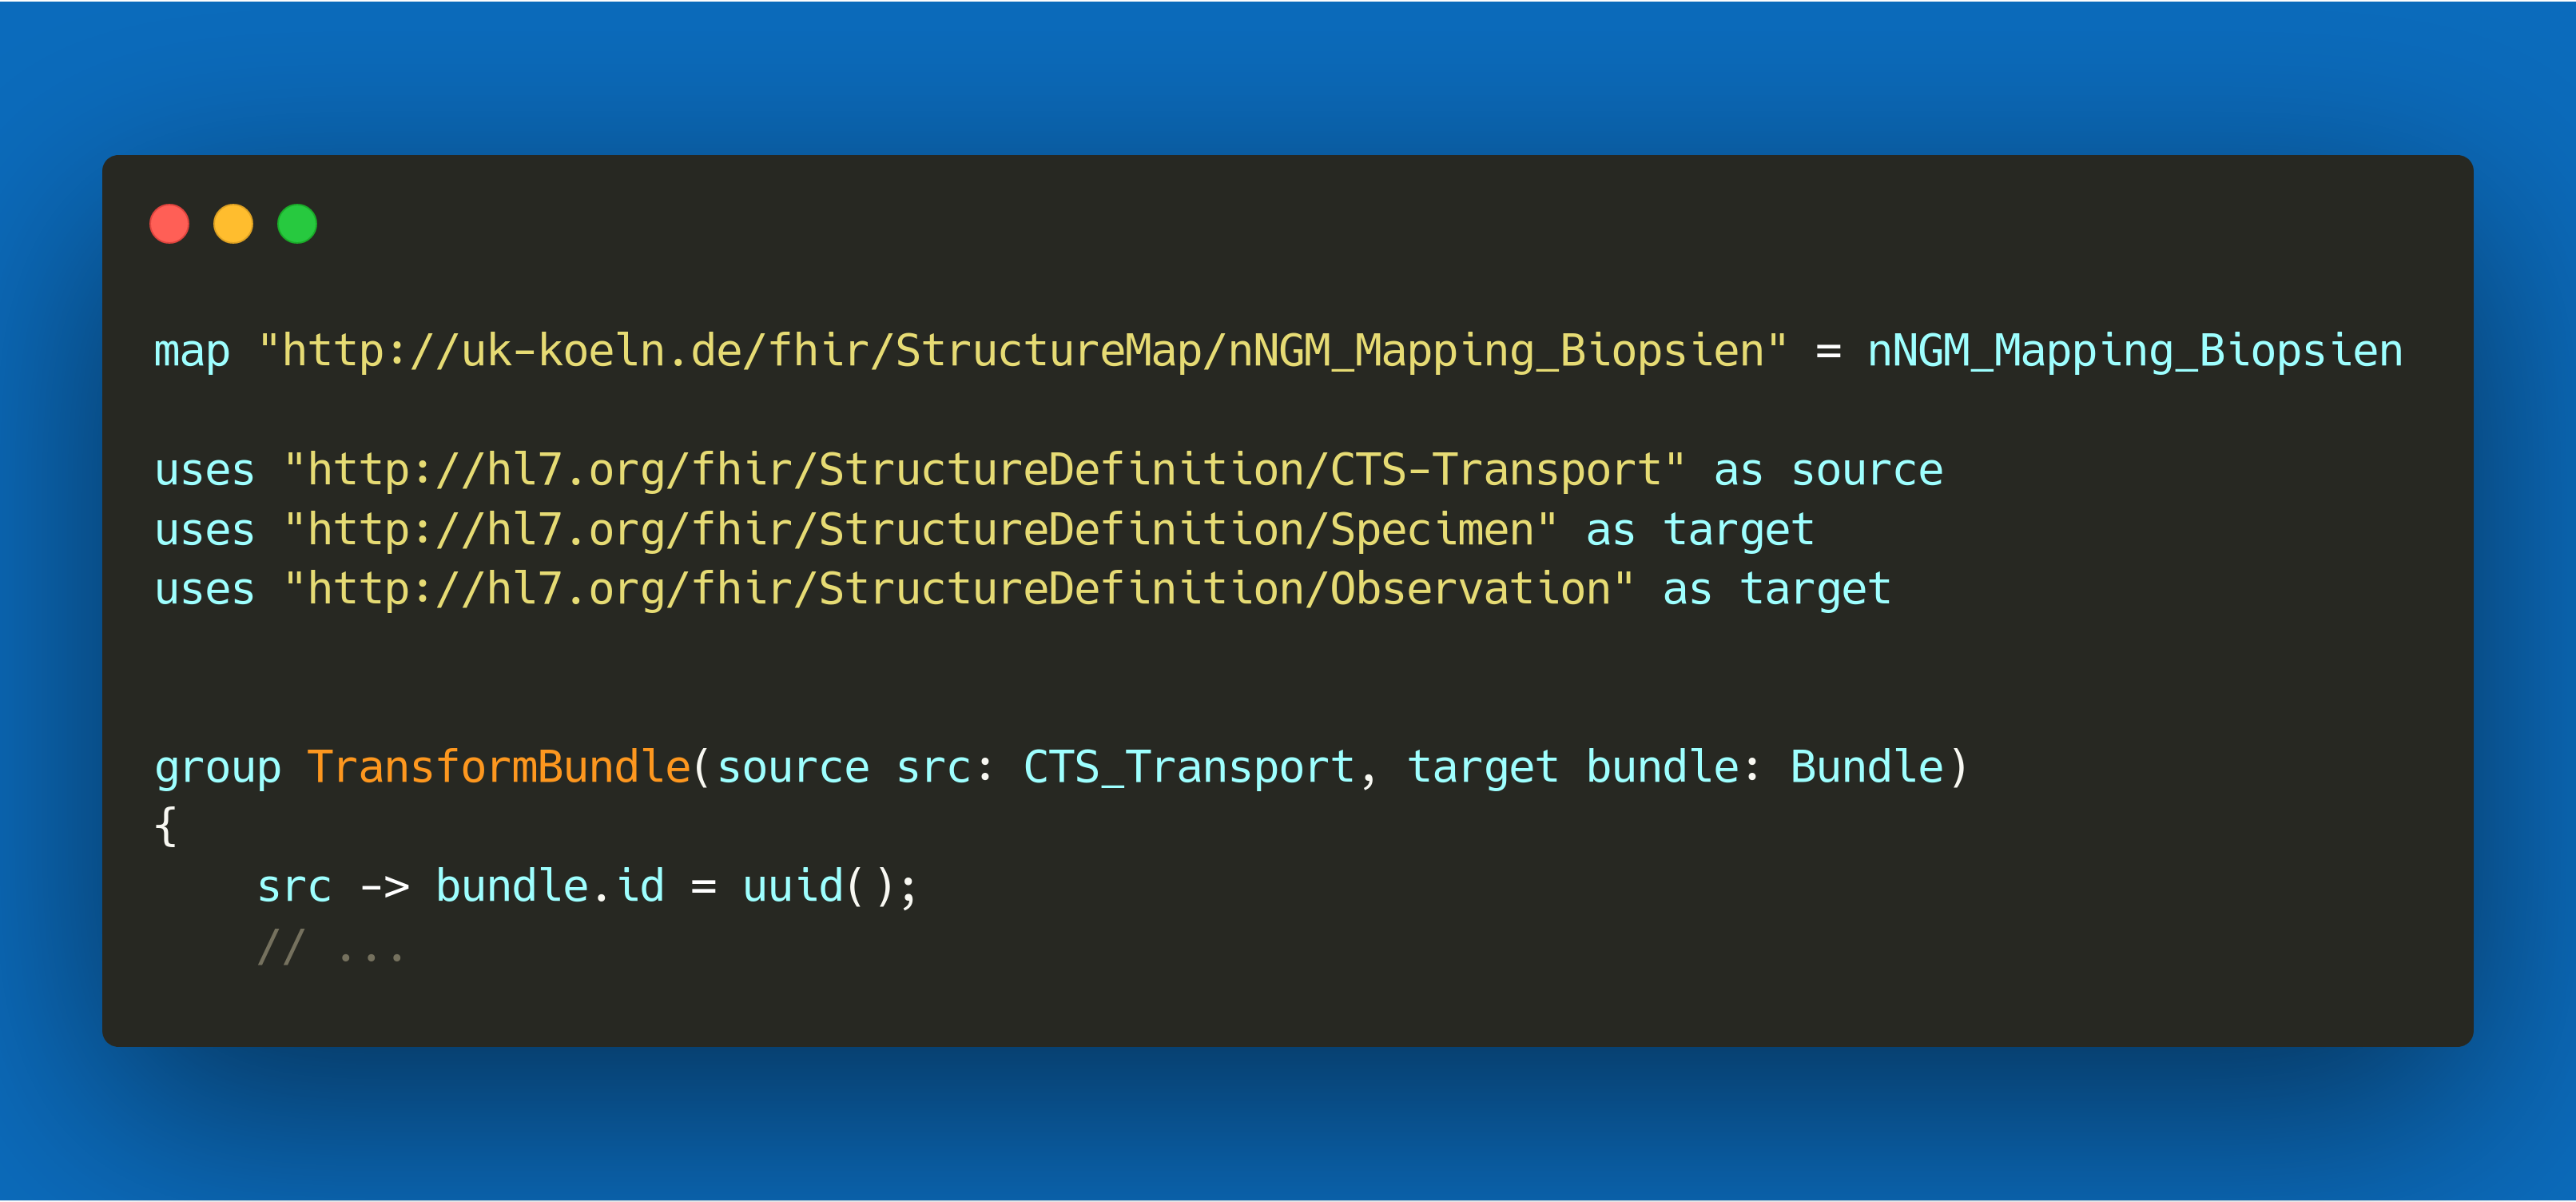 map "http://uk-koeln.de/fhir/StructureMap/nNGM_Mapping_Biopsien" = nNGM_Mapping_Biopsien
uses "http://hl7.org/fhir/StructureDefinition/CTS-Transport" as source
uses "http://hl7.org/fhir/StructureDefinition/Specimen" as target
uses "http://hl7.org/fhir/StructureDefinition/Observation" as target
group TransformBundle(source src: CTS_Transport, target bundle: Bundle)
{
    src -> bundle.id = uuid();
    // ...